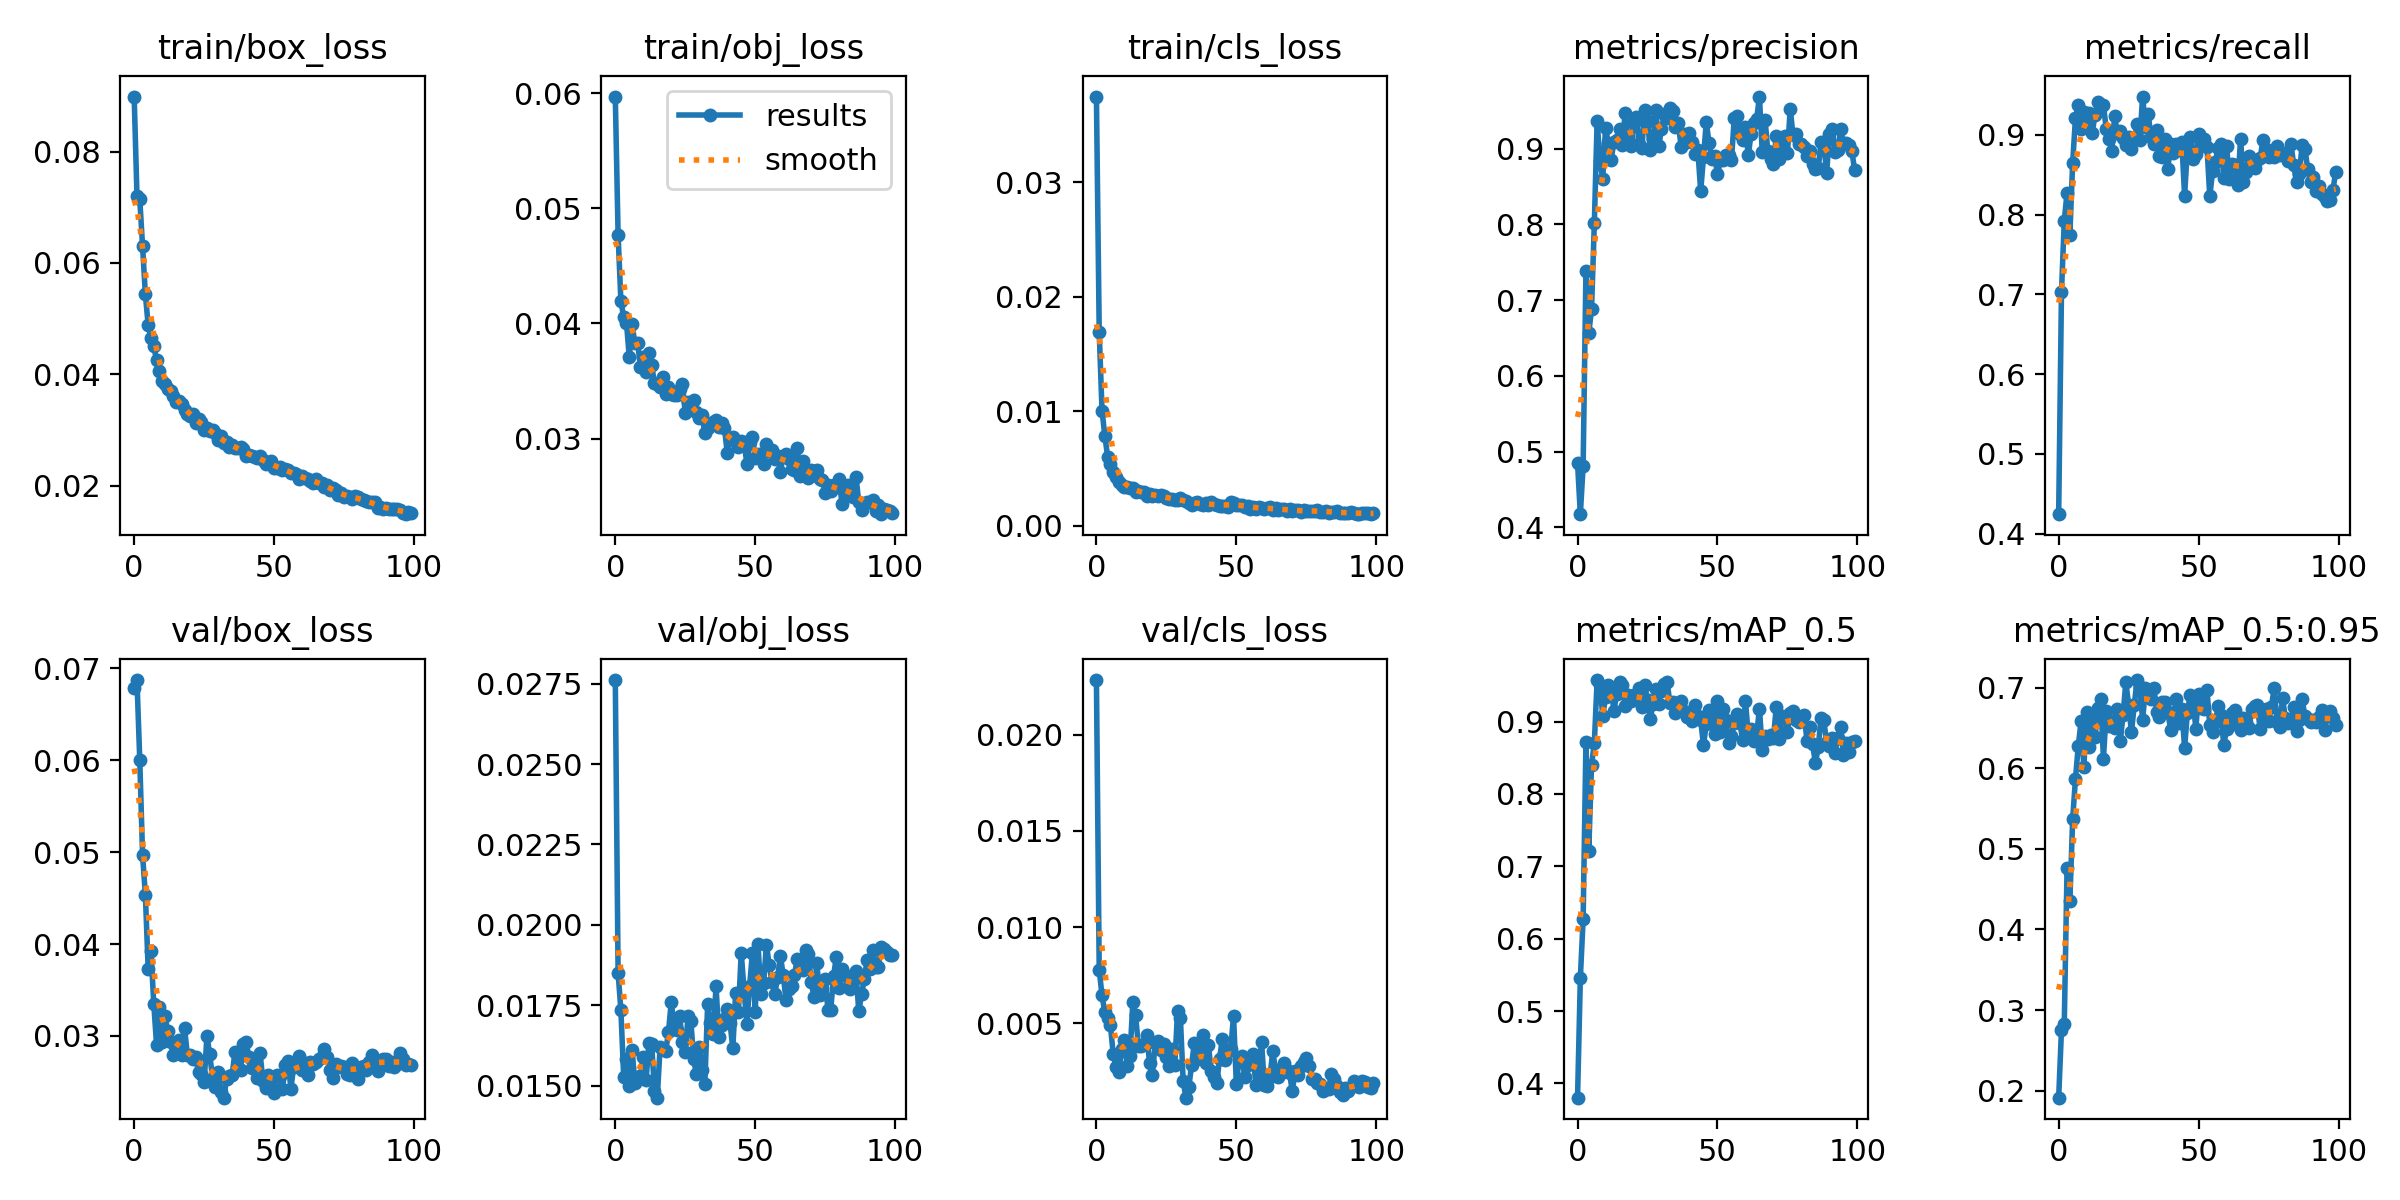 train/box_loss
0.08
0.06
0.04
0.02
0 50 100
train/obj_loss
results
smooth
0.06
0.05
0.04
0.03
0 50 100
train/cls_loss
0.03
0.02
0.01
0.00
0 50 100
metrics/precision
0.9
0.8
0.7
0.6
0.5
0.4
0 50 100
metrics/recall
0.9
0.8
0.7
0.6
0.5
0.4
0 50 100
val/box_loss
0.07
0.06
0.05
0.04
0.03
0 50 100
val/obj_loss
0.0275
0.0250
0.0225
0.0200
0.0175
0.0150
0 50 100
val/cls_loss
0.020
0.015
0.010
0.005
0 50 100
metrics/mAP_0.5
0.9
0.8
0.7
0.6
0.5
0.4
0 50 100
metrics/mAP_0.5:0.95
0.7
0.6
0.5
0.4
0.3
0.2
0 50 100